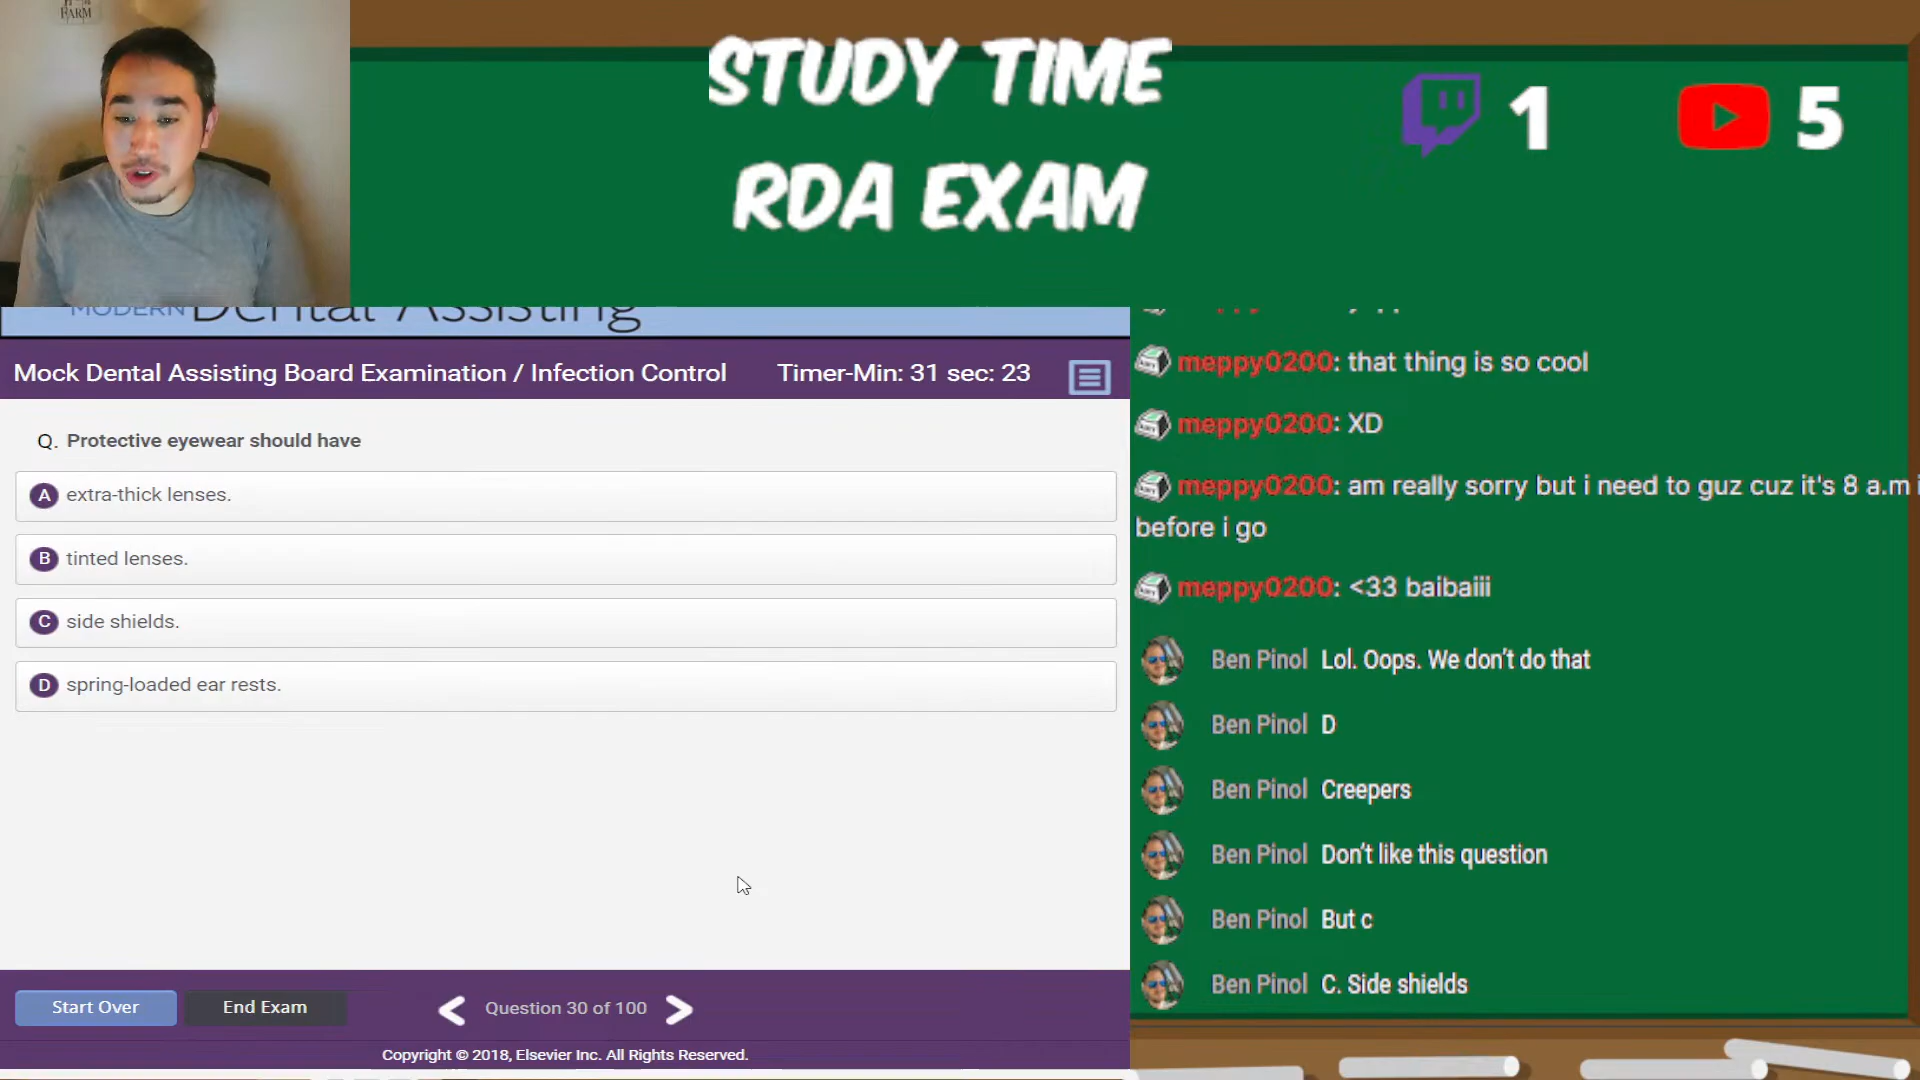 FARM
STUDY TIME
RDA EXAM
1
5
MODERN Dental Assisting
Mock Dental Assisting Board Examination / Infection Control
Timer-Min: 31 sec: 23
Q. Protective eyewear should have
A extra-thick lenses.
B tinted lenses.
C side shields.
D spring-loaded ear rests.
Start Over
End Exam
Question 30 of 100
Copyright © 2018, Elsevier Inc. All Rights Reserved.
meppy0200: that thing is so cool
meppy0200: XD
meppy0200: am really sorry but i need to guz cuz it's 8 a.m
before i go
meppy0200: <33 baibaiii
Ben Pinol Lol. Oops. We don't do that
Ben Pinol D
Ben Pinol Creepers
Ben Pinol Don't like this question
Ben Pinol But c
Ben Pinol C. Side shields